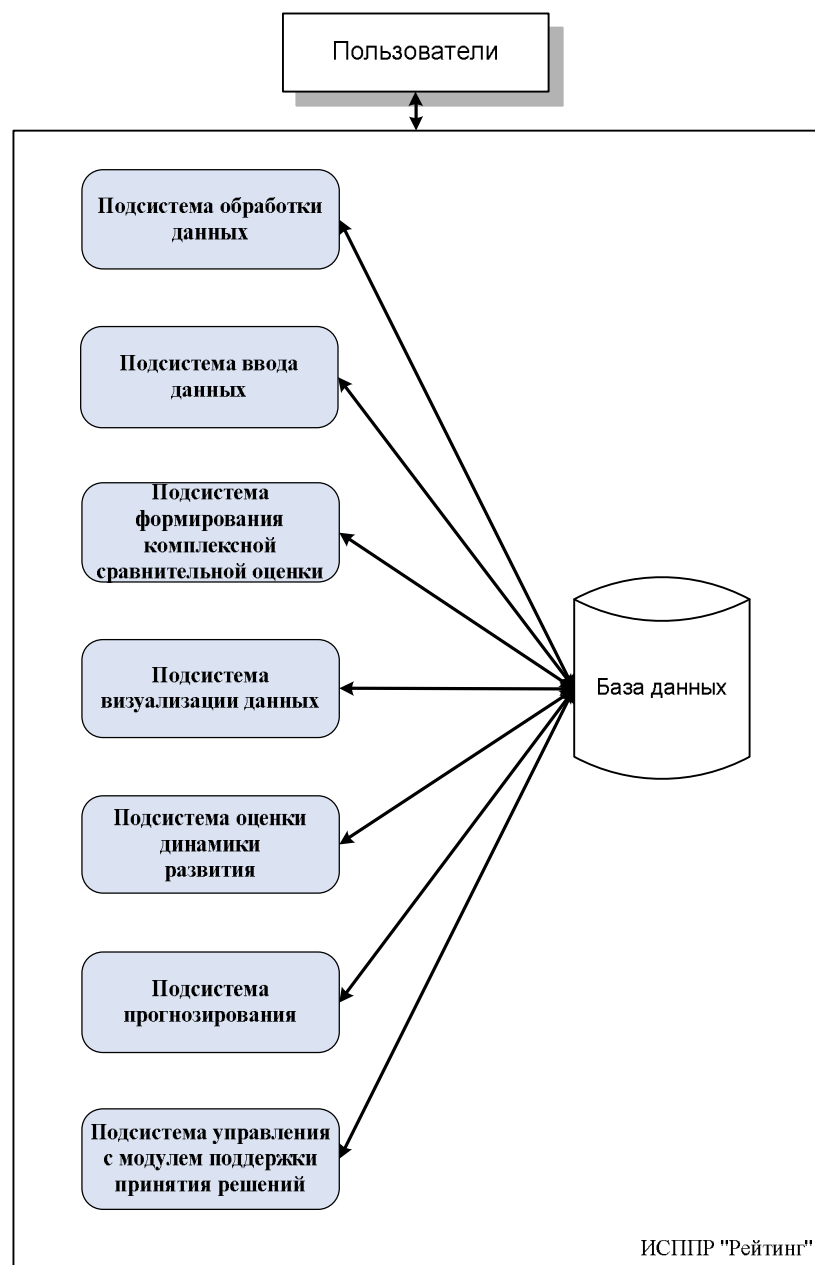 Пользователи
Подсистема обработки
данных
Подсистема ввода
данных
Подсистема
формирования
комплексной
сравнительной оценки
Подсистема
визуализации данных
База данных
Подсистема оценки
динамики
развития
Подсистема
прогнозирования
Подсистема управления
с модулем поддержки
принятия решений
ИСППР "Рейтинг"